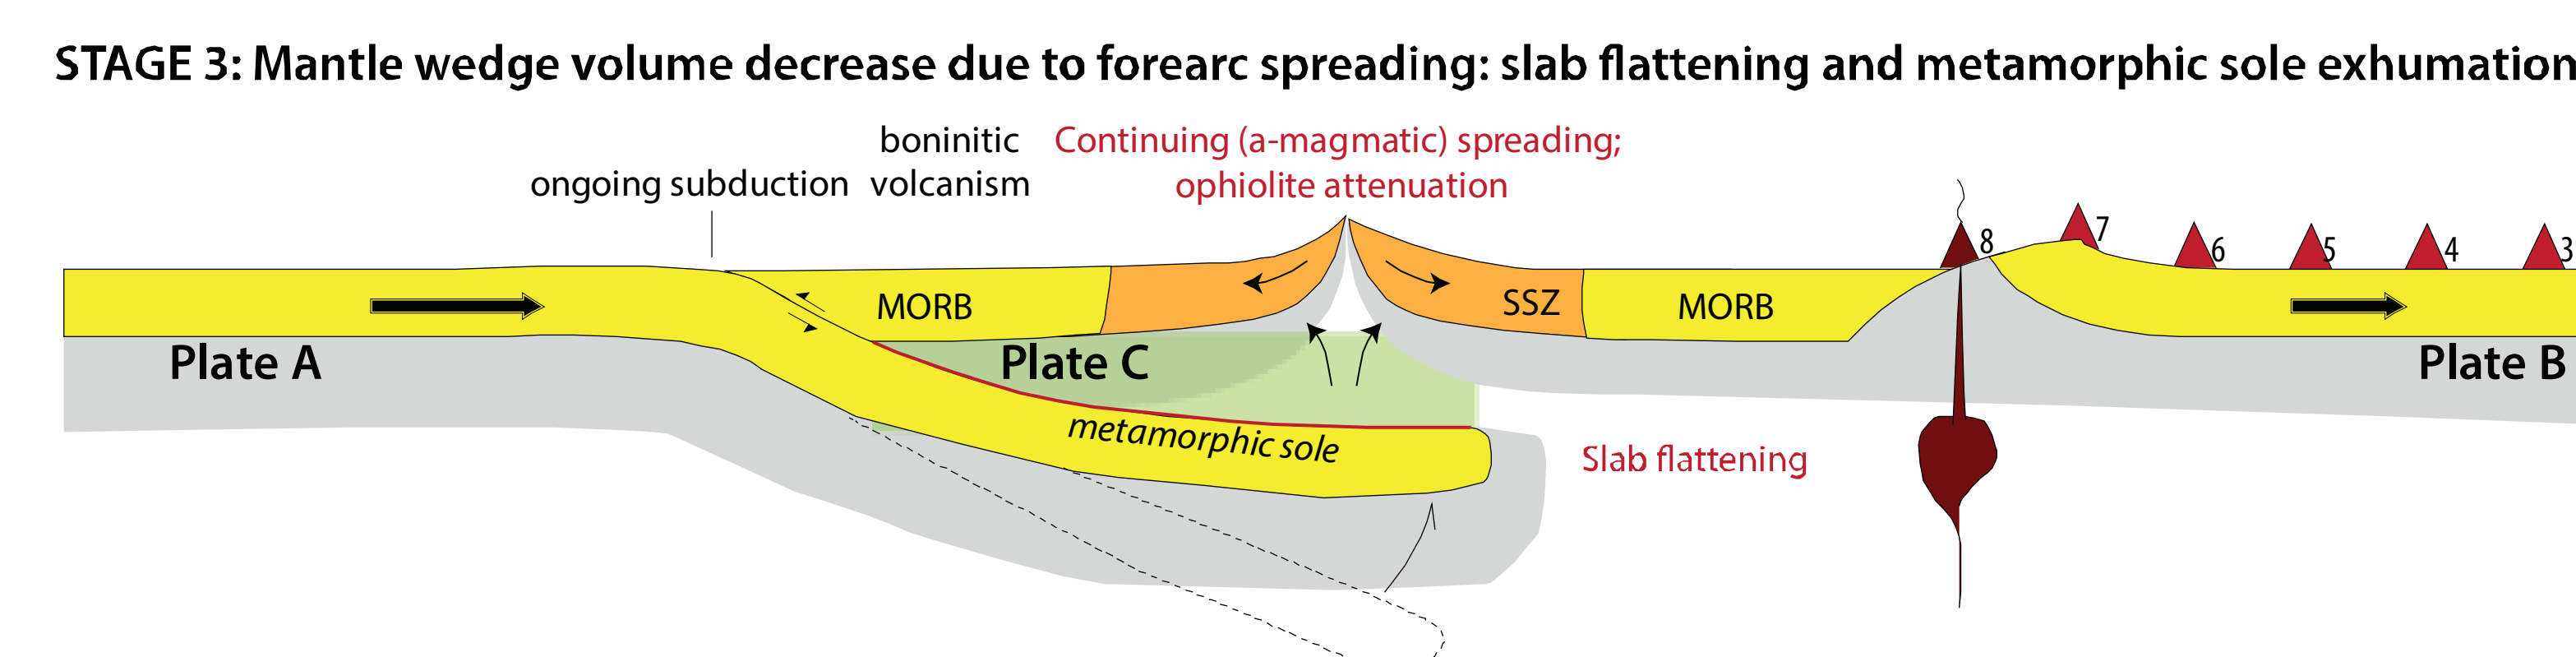 STAGE 3: Mantle wedge volume decrease due to forearc spreading: slab flattening and metamorphic sole exhumation
boninitic
volcanism
Continuing (a-magmatic) spreading;
ophiolite attenuation
ongoing subduction
8
7
6
5
4
3
MORB
SSZ
MORB
Plate A
Plate C
Plate B
metamorphic sole
Slab flattening